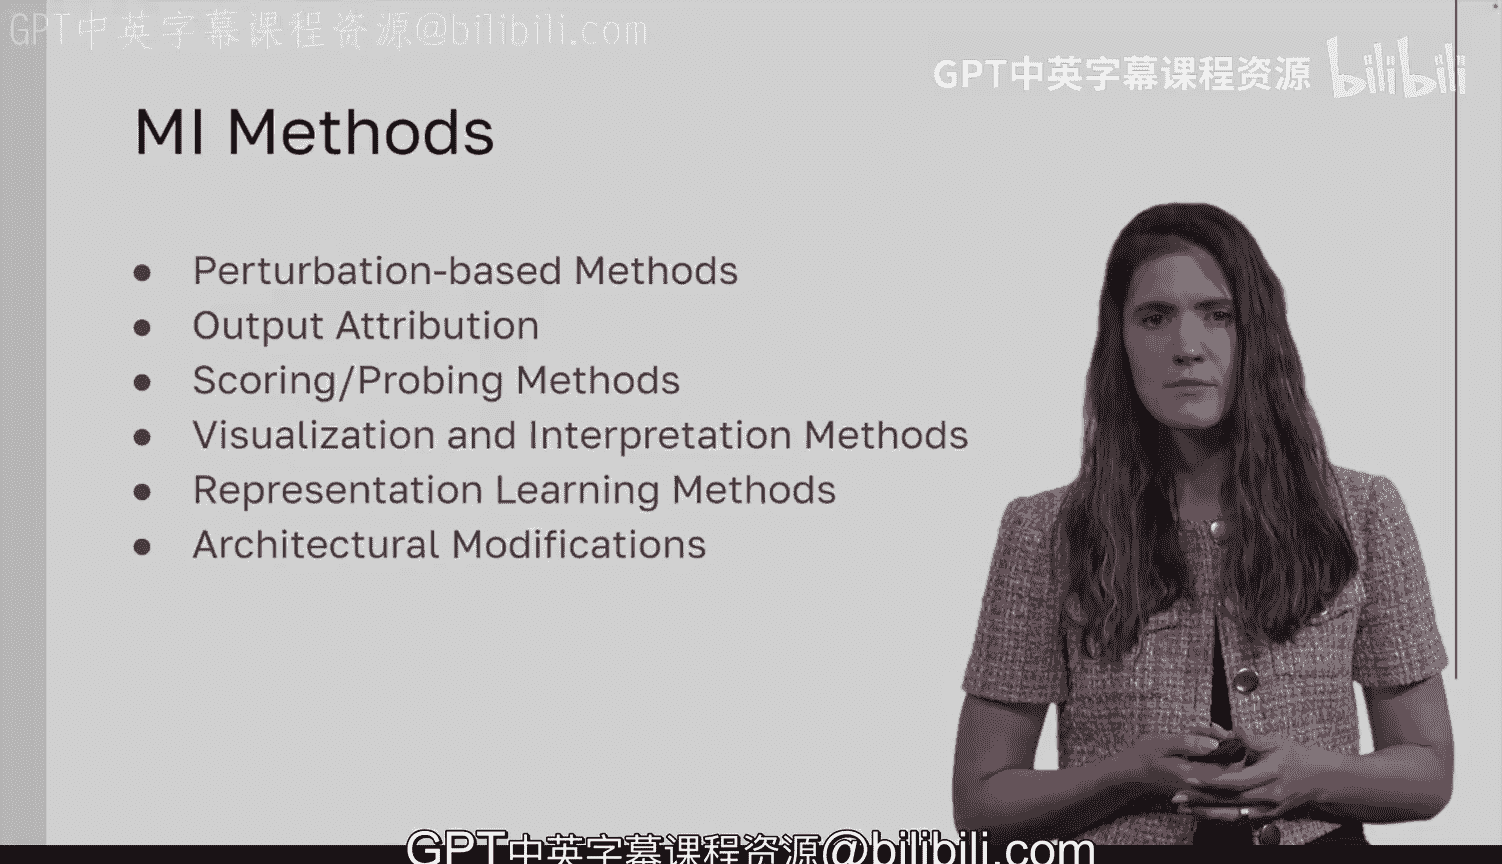 GPT中英字幕课程资源@bilibili.com
GPT中英字幕课程资源 bilibili
MI Methods
● Perturbation-based Methods
● Output Attribution
● Scoring/Probing Methods
● Visualization and Interpretation Methods
● Representation Learning Methods
● Architectural Modifications
GPT中英字幕课程资源@bilibili.com